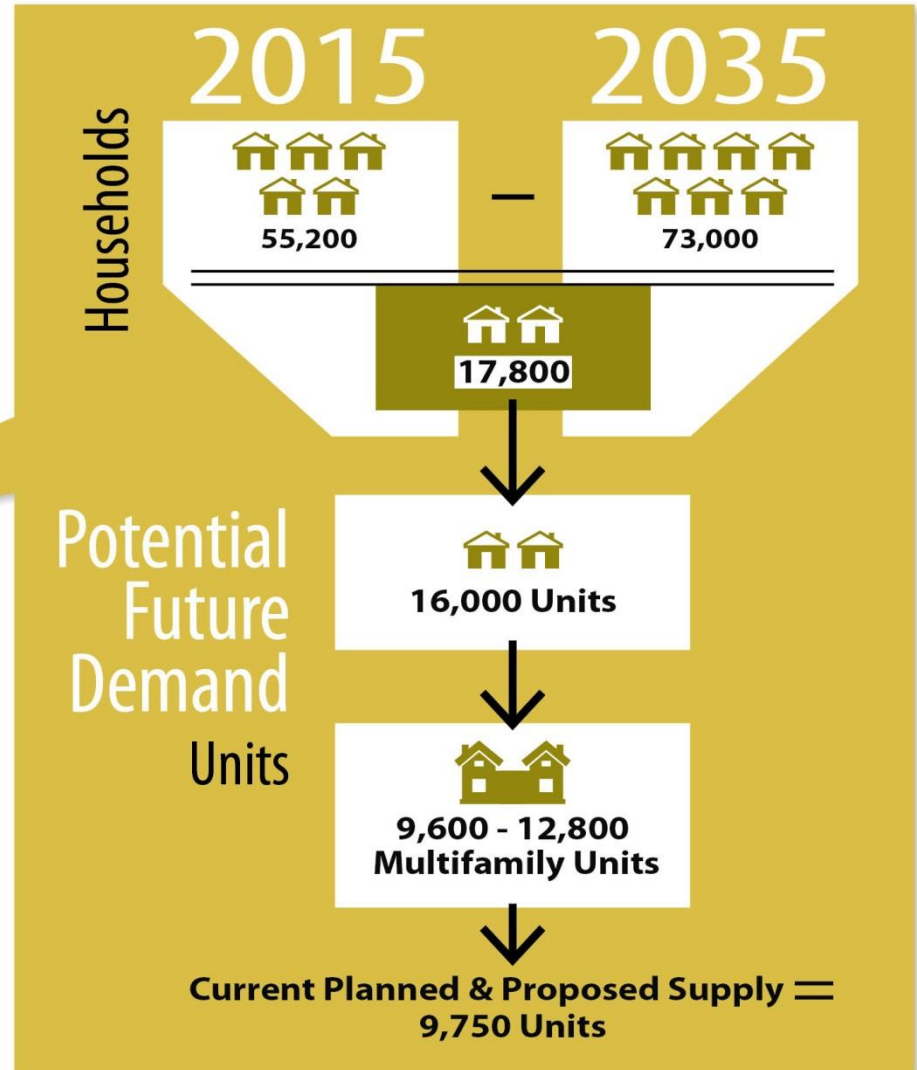 2015
2035
Households
55,200
—
73,000
17,800
Potential
Future
Demand
Units
16,000 Units
9,600 - 12,800
Multifamily Units
Current Planned & Proposed Supply =
9,750 Units